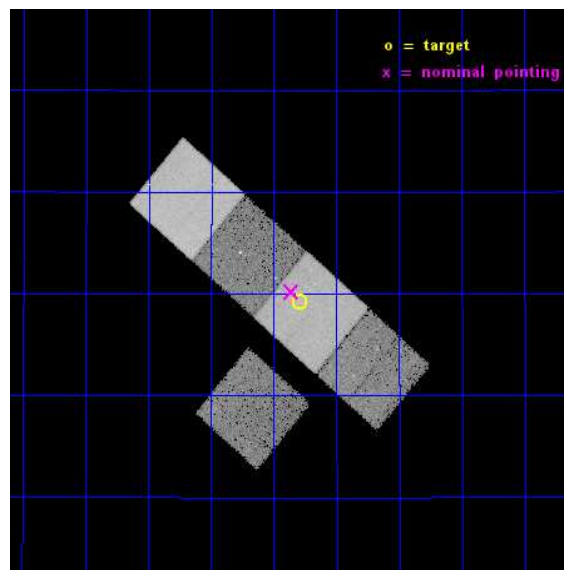 o = target
x = nominal pointing